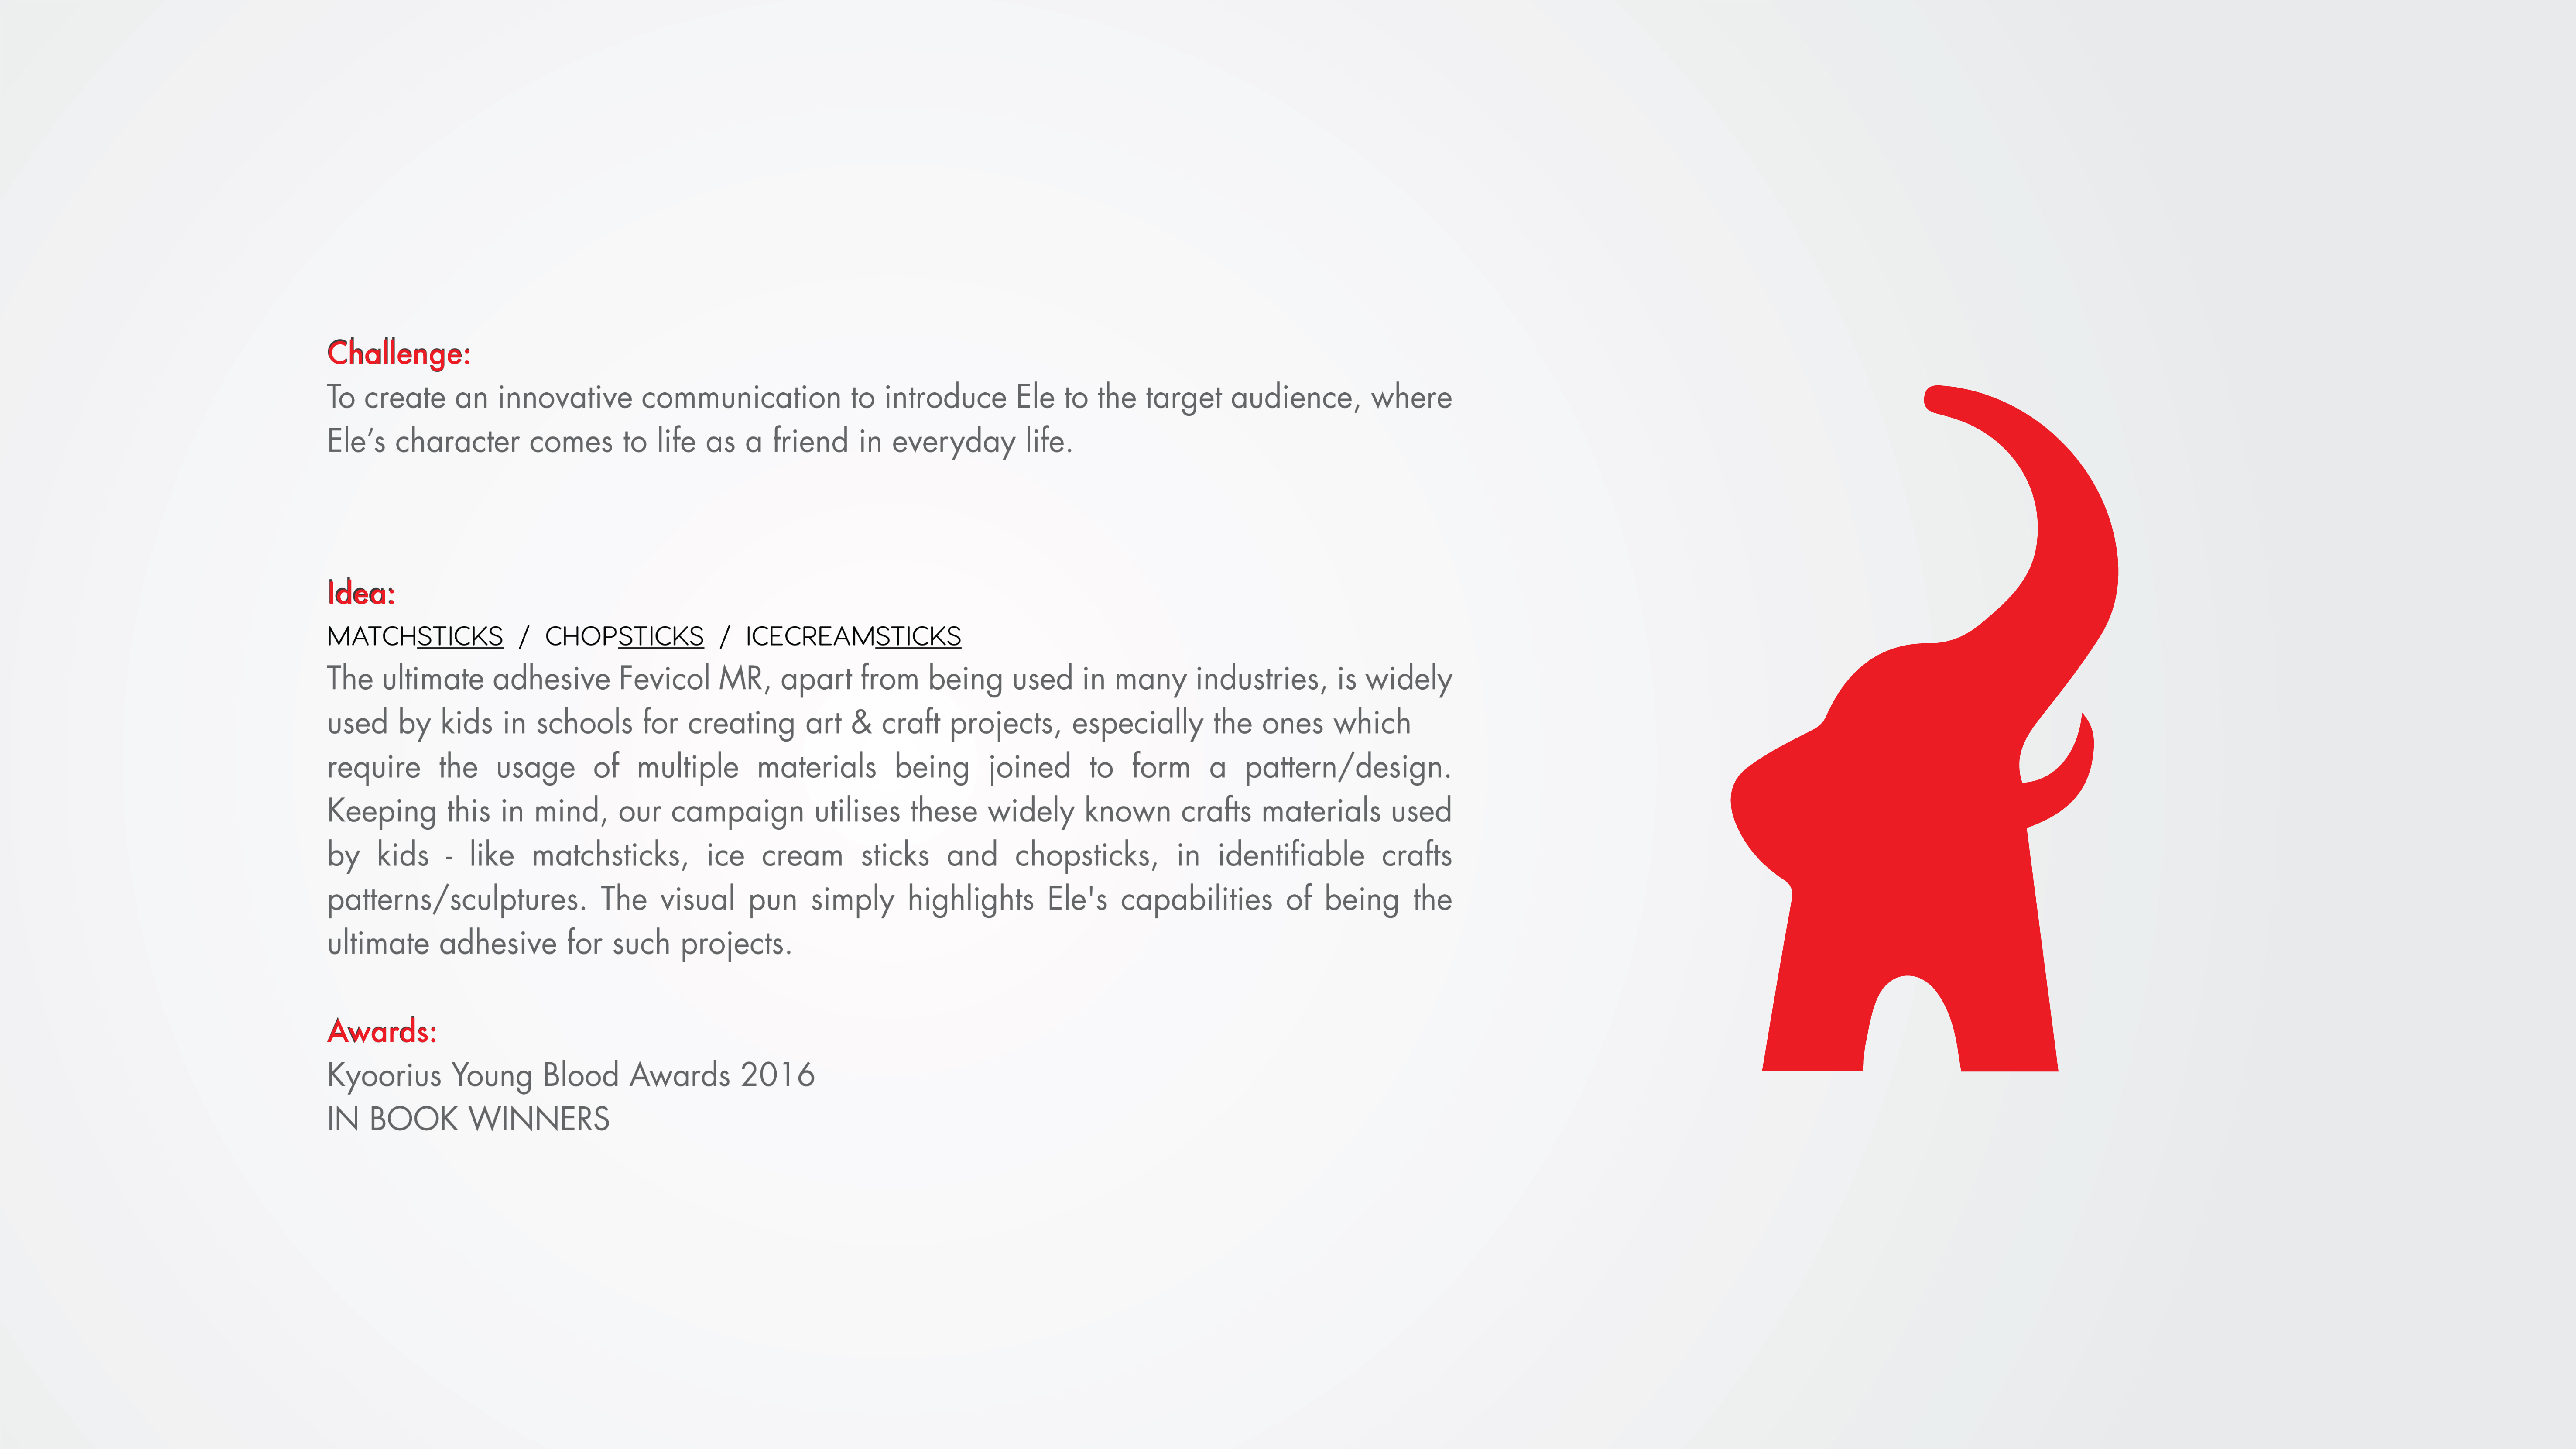 Challenge:
To create an innovative communication to introduce Ele to the target audience, where
Ele’s character comes to life as a friend in everyday life.
Idea:
MATCHSTICKS / CHOPSTICKS / ICECREAMSTICKS
The ultimate adhesive Fevicol MR, apart from being used in many industries, is widely
used by kids in schools for creating art & craft projects, especially the ones which
require the usage of multiple materials being joined to form a pattern/design.
Keeping this in mind, our campaign utilises these widely known crafts materials used
by kids - like matchsticks, ice cream sticks and chopsticks, in identifiable crafts
patterns/sculptures. The visual pun simply highlights Ele's capabilities of being the
ultimate adhesive for such projects.
Awards:
Kyoorius Young Blood Awards 2016
IN BOOK WINNERS